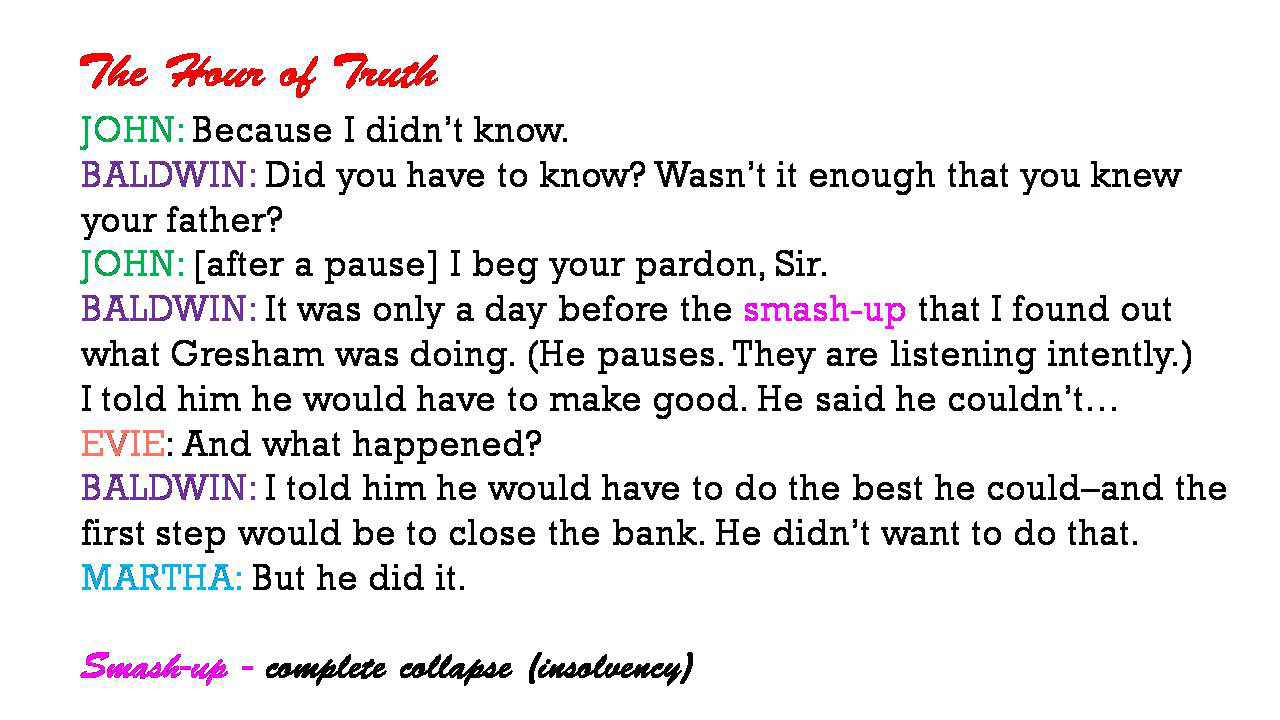 The Hour of Truth
JOHN: Because I didn’t know.
BALDWIN: Did you have to know? Wasn’t it enough that you knew
your father?
JOHN: [after a pause] I beg your pardon, Sir.
BALDWIN: It was only a day before the smash-up that I found out
what Gresham was doing. (He pauses. They are listening intently.)
I told him he would have to make good. He said he couldn’t…
EVIE: And what happened?
BALDWIN: I told him he would have to do the best he could–and the
first step would be to close the bank. He didn’t want to do that.
MARTHA: But he did it.
Smash-up - complete collapse (insolvency)